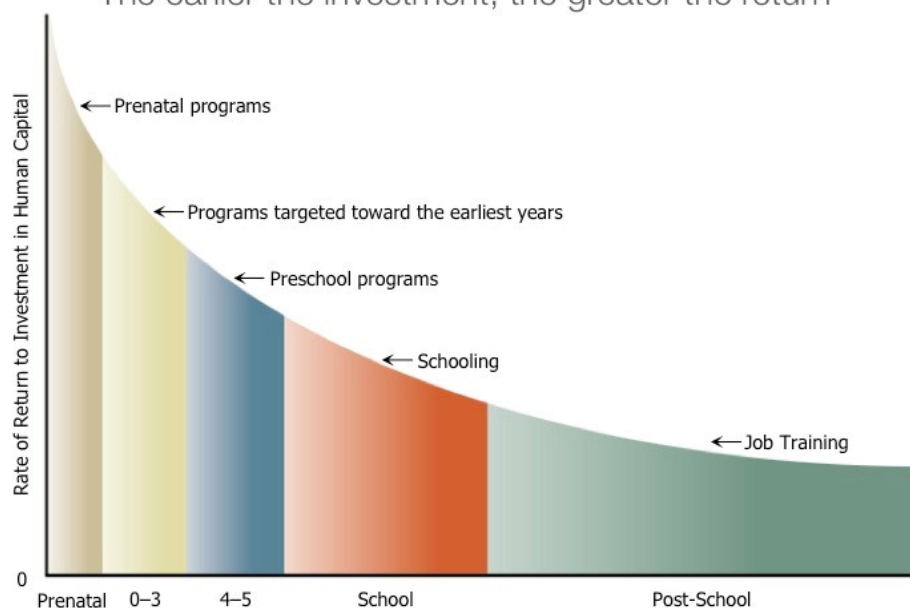 The earlier the investment, the greater the return
Prenatal programs
Programs targeted toward the earliest years
Preschool programs
Schooling
Job Training
Rate of Return to Investment in Human Capital
0
Prenatal 0–3 4–5 School Post-School